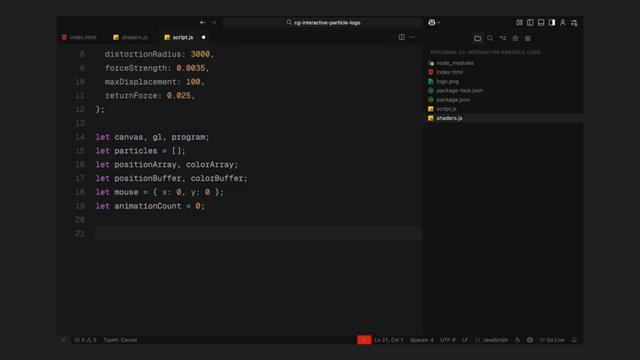 cg-interactive-particle-logo
index.html
shaders.js
script.js
EXPLORER: CG-INTERACTIVE-PARTICLE-LOGO
node_modules
index.html
logo.png
package-lock.json
package.json
script.js
shaders.js
8 distortionRadius: 3000,
9 forceStrength: 0.0035,
10 maxDisplacement: 100,
11 returnForce: 0.025,
12 };
13
14 let canvas, gl, program;
15 let particles = [];
16 let positionArray, colorArray;
17 let positionBuffer, colorBuffer;
18 let mouse = { x: 0, y: 0 };
19 let animationCount = 0;
20
21
0 0 Typeit: Cancel
Ln 21, Col 1 Spaces: 4 UTF-8 LF {} JavaScript Go Live